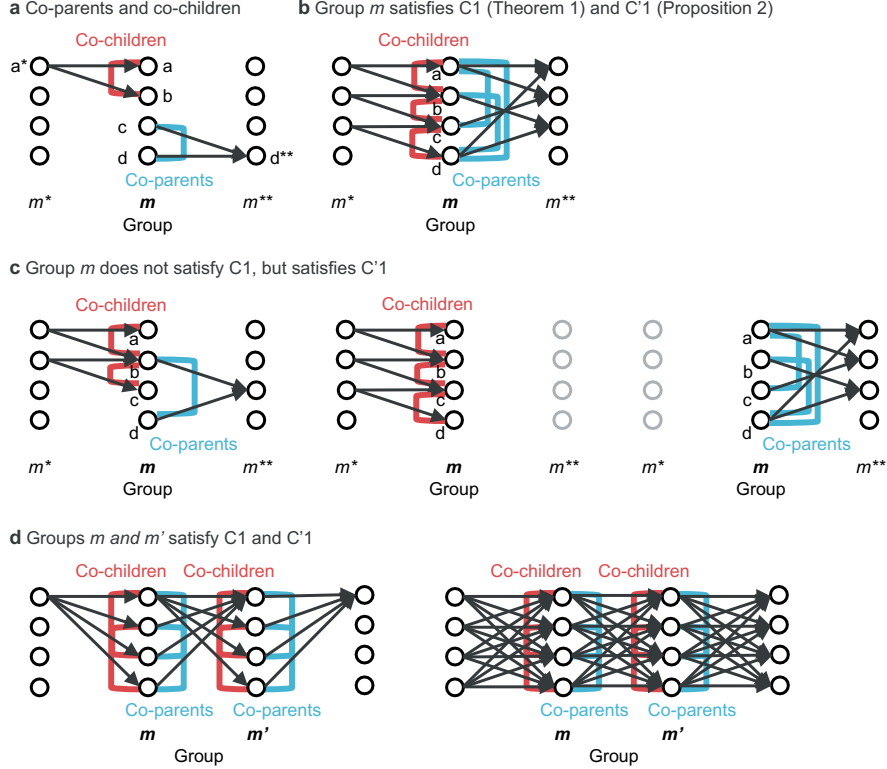 a Co-parents and co-children
b Group m satisfies C1 (Theorem 1) and C'1 (Proposition 2)
Co-children
a*
a
b
c
d
d**
Co-parents
m*
m
m**
Group
Co-children
a
b
c
d
Co-parents
m*
m
m**
Group
c Group m does not satisfy C1, but satisfies C'1
Co-children
a
b
c
d
Co-parents
m*
m
m**
Group
Co-children
a
b
c
d
m*
m
m**
m*
Group
a
b
c
d
Co-parents
m
m**
Group
d Groups m and m' satisfy C1 and C'1
Co-children
Co-children
Co-parents
Co-parents
m
m'
Group
Co-children
Co-children
Co-parents
Co-parents
m
m'
Group